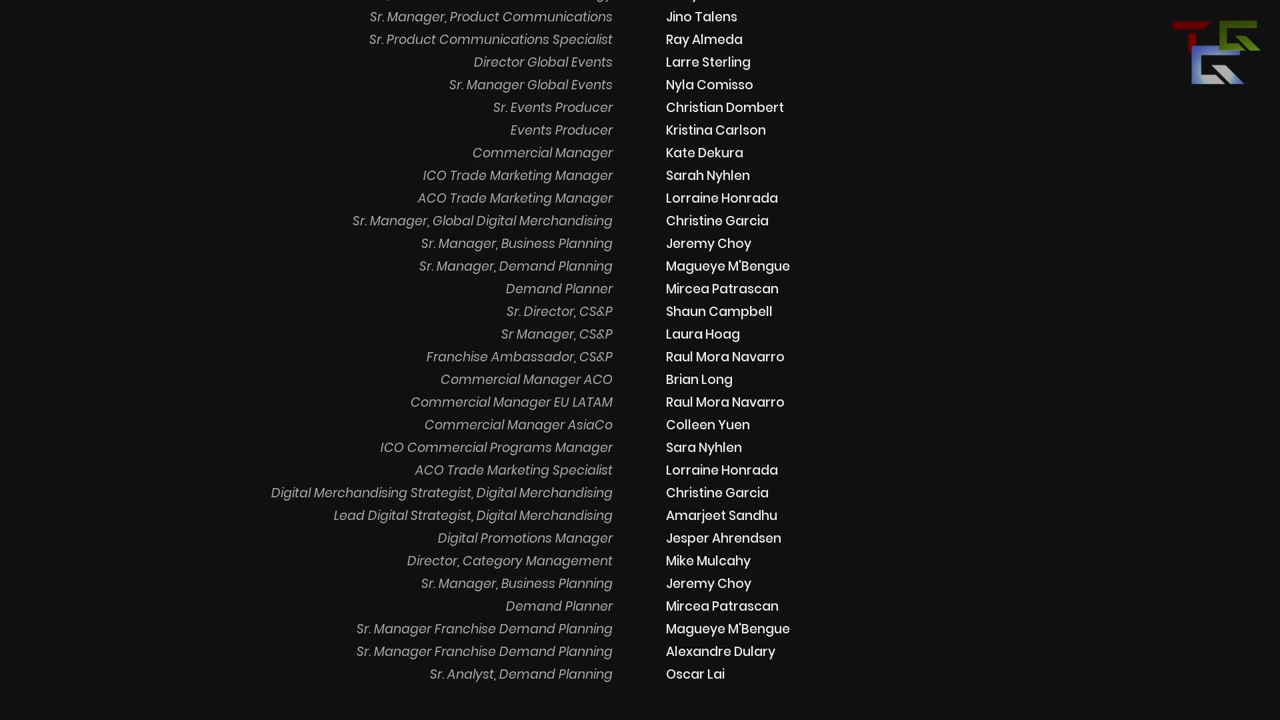 Sr. Manager, Product Communications Jino Talens
Sr. Product Communications Specialist Ray Almeda
Director Global Events Larre Sterling
Sr. Manager Global Events Nyla Comisso
Sr. Events Producer Christian Dombert
Events Producer Kristina Carlson
Commercial Manager Kate Dekura
ICO Trade Marketing Manager Sarah Nyhlen
ACO Trade Marketing Manager Lorraine Honrada
Sr. Manager, Global Digital Merchandising Christine Garcia
Sr. Manager, Business Planning Jeremy Choy
Sr. Manager, Demand Planning Magueye M'Bengue
Demand Planner Mircea Patrascan
Sr. Director, CS&P Shaun Campbell
Sr Manager, CS&P Laura Hoag
Franchise Ambassador, CS&P Raul Mora Navarro
Commercial Manager ACO Brian Long
Commercial Manager EU LATAM Raul Mora Navarro
Commercial Manager AsiaCo Colleen Yuen
ICO Commercial Programs Manager Sara Nyhlen
ACO Trade Marketing Specialist Lorraine Honrada
Digital Merchandising Strategist, Digital Merchandising Christine Garcia
Lead Digital Strategist, Digital Merchandising Amarjeet Sandhu
Digital Promotions Manager Jesper Ahrendsen
Director, Category Management Mike Mulcahy
Sr. Manager, Business Planning Jeremy Choy
Demand Planner Mircea Patrascan
Sr. Manager Franchise Demand Planning Magueye M'Bengue
Sr. Manager Franchise Demand Planning Alexandre Dulary
Sr. Analyst, Demand Planning Oscar Lai